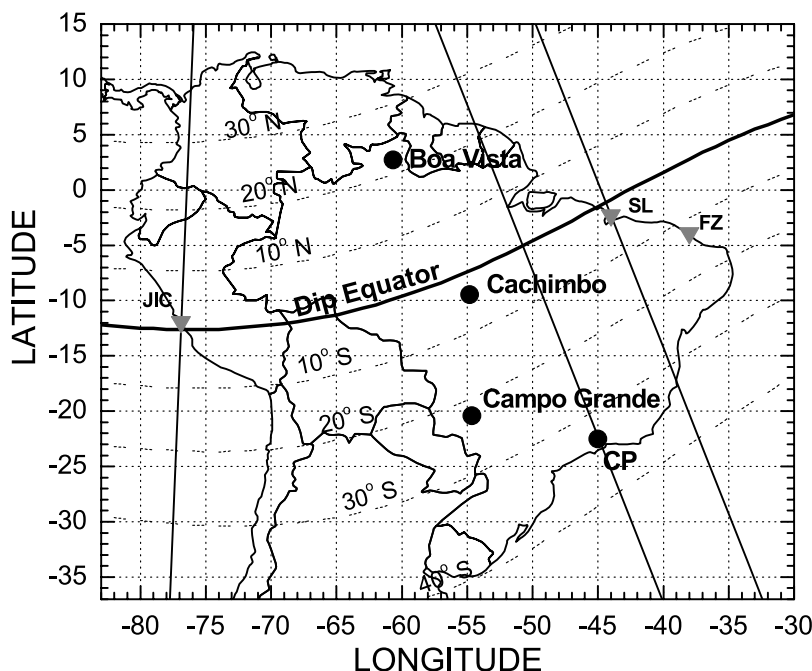 15
10
5
0
-5
-10
-15
-20
-25
-30
-35
LATITUDE
30° N
20° N
10° N
Boa Vista
SL
FZ
JIC
Dip Equator
Cachimbo
10° S
20° S
Campo Grande
CP
30° S
40° S
-80 -75 -70 -65 -60 -55 -50 -45 -40 -35 -30
LONGITUDE